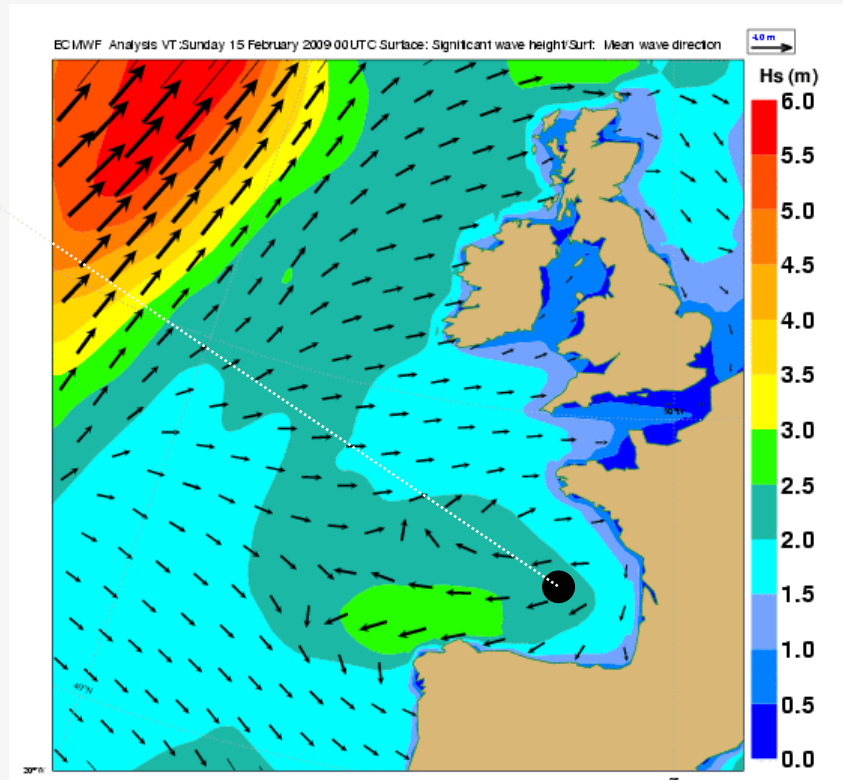 ECMWF Analysis VT:Sunday 15 February 2009 00UTC Surface: Significant wave height/Surf: Mean wave direction
4.0 m
Hs (m)
6.0
5.5
5.0
4.5
4.0
3.5
3.0
2.5
2.0
1.5
1.0
0.5
0.0
40°N
20°W